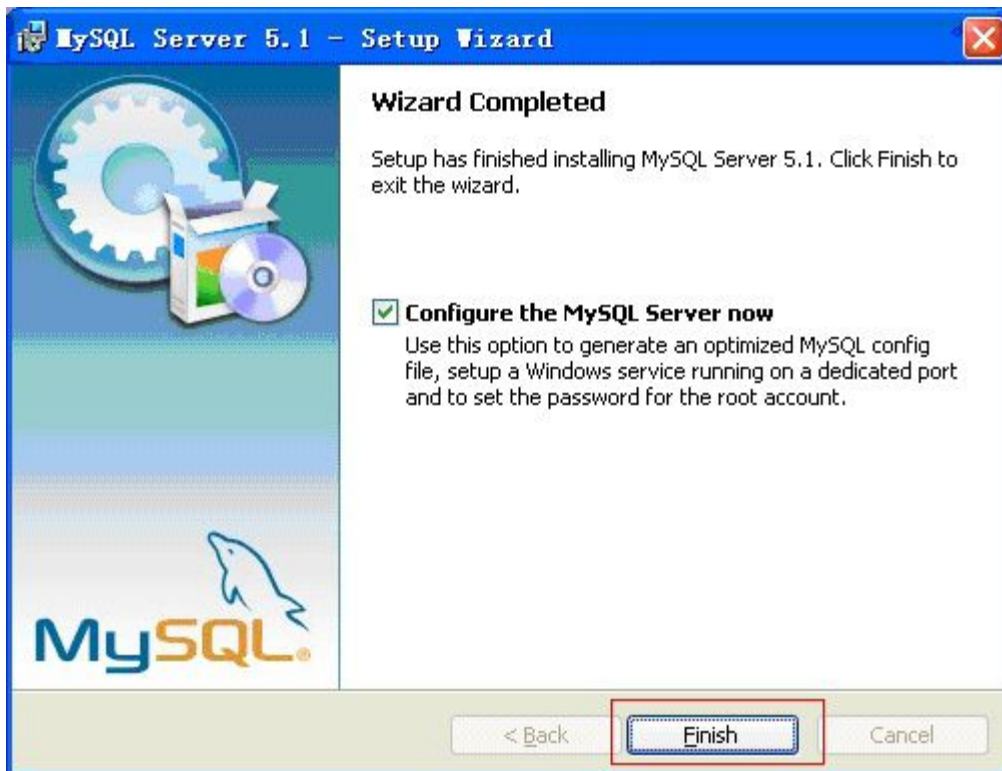 MySQL Server 5.1 - Setup Wizard
Wizard Completed
Setup has finished installing MySQL Server 5.1. Click Finish to
exit the wizard.
Configure the MySQL Server now
Use this option to generate an optimized MySQL config
file, setup a Windows service running on a dedicated port
and to set the password for the root account.
MySQL.
< Back
Finish
Cancel